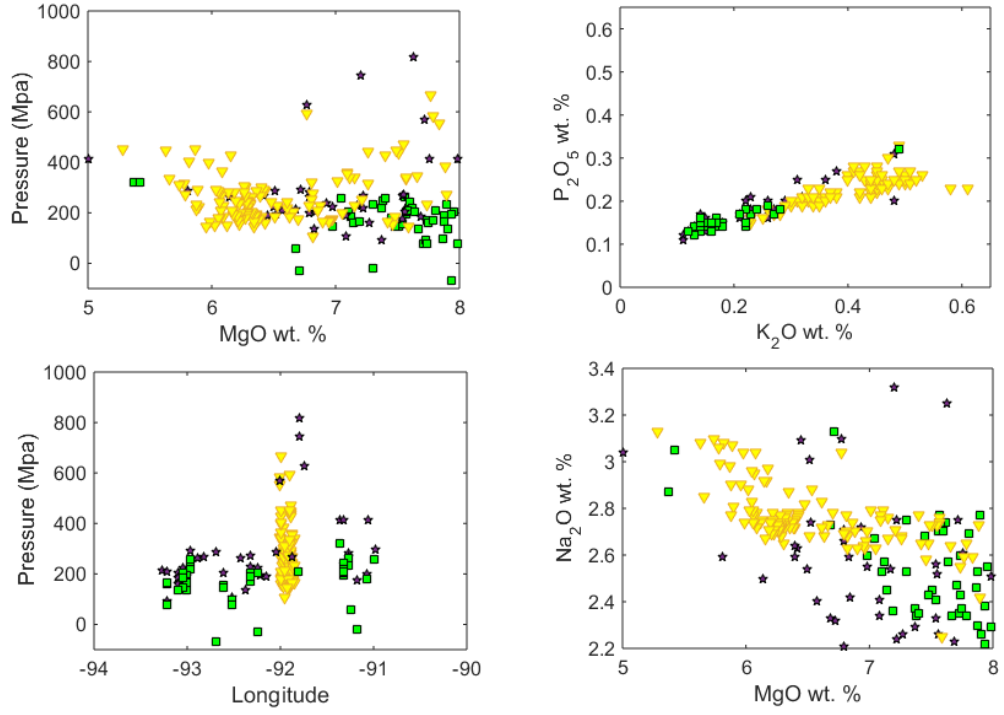 1000
800
600
400
200
0
Pressure (Mpa)
5 6 7 8
MgO wt. %
0.6
0.5
0.4
0.3
0.2
0.1
0
P2O5 wt. %
0 0.2 0.4 0.6
K2O wt. %
1000
800
600
400
200
0
Pressure (Mpa)
-94 -93 -92 -91 -90
Longitude
3.4
3.2
3
2.8
2.6
2.4
2.2
Na2O wt. %
5 6 7 8
MgO wt. %